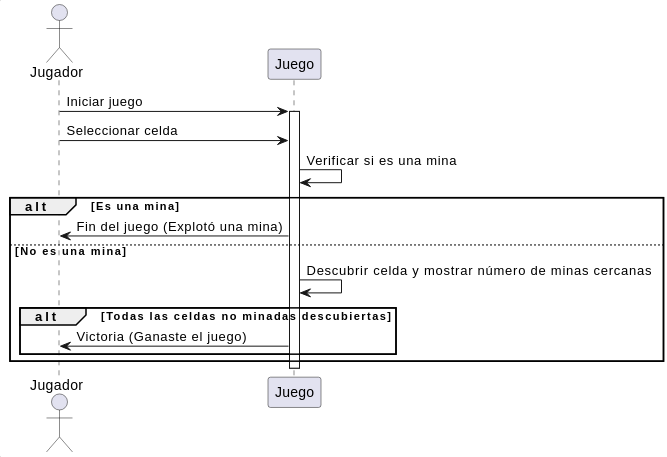 Jugador
Juego
Iniciar juego
Seleccionar celda
Verificar si es una mina
alt [Es una mina]
Fin del juego (Explotó una mina)
[No es una mina]
Descubrir celda y mostrar número de minas cercanas
alt [Todas las celdas no minadas descubiertas]
Victoria (Ganaste el juego)
Jugador
Juego